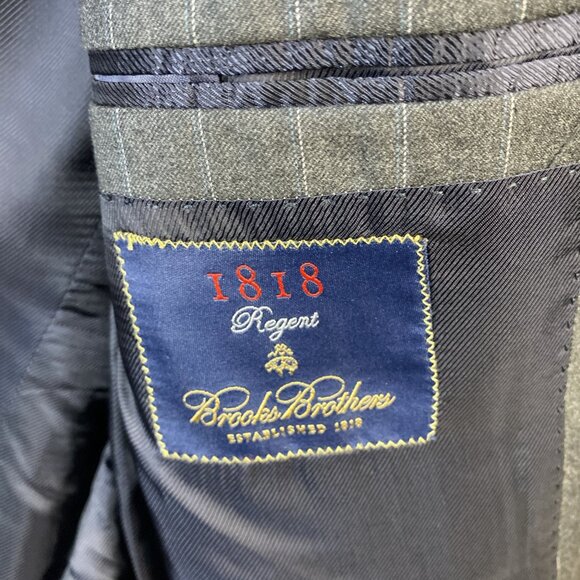 1818
Regent
Brooks Brothers
ESTABLISHED 1818